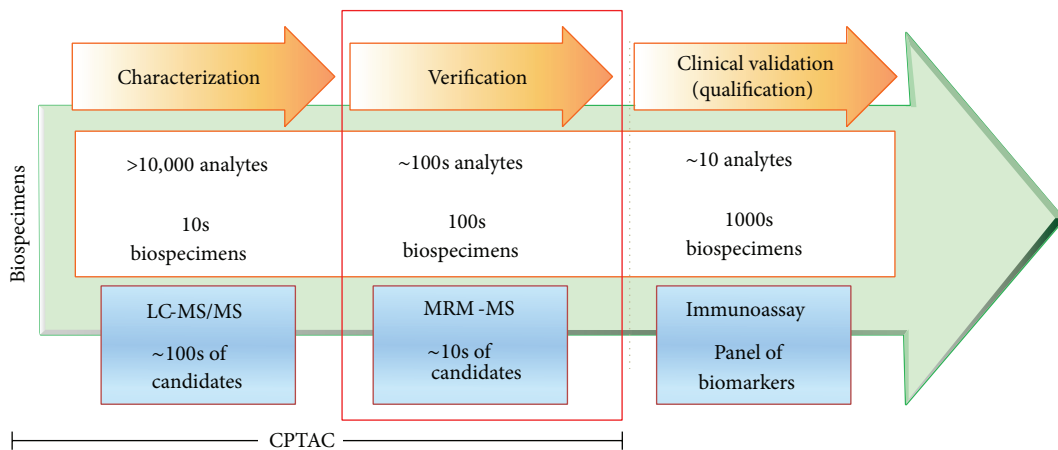 Characterization
Verification
Clinical validation
(qualification)
Biospecimens
>10,000 analytes
~100s analytes
~10 analytes
10s
biospecimens
100s
biospecimens
1000s
biospecimens
LC-MS/MS
~100s of
candidates
MRM -MS
~10s of
candidates
Immunoassay
Panel of
biomarkers
CPTAC